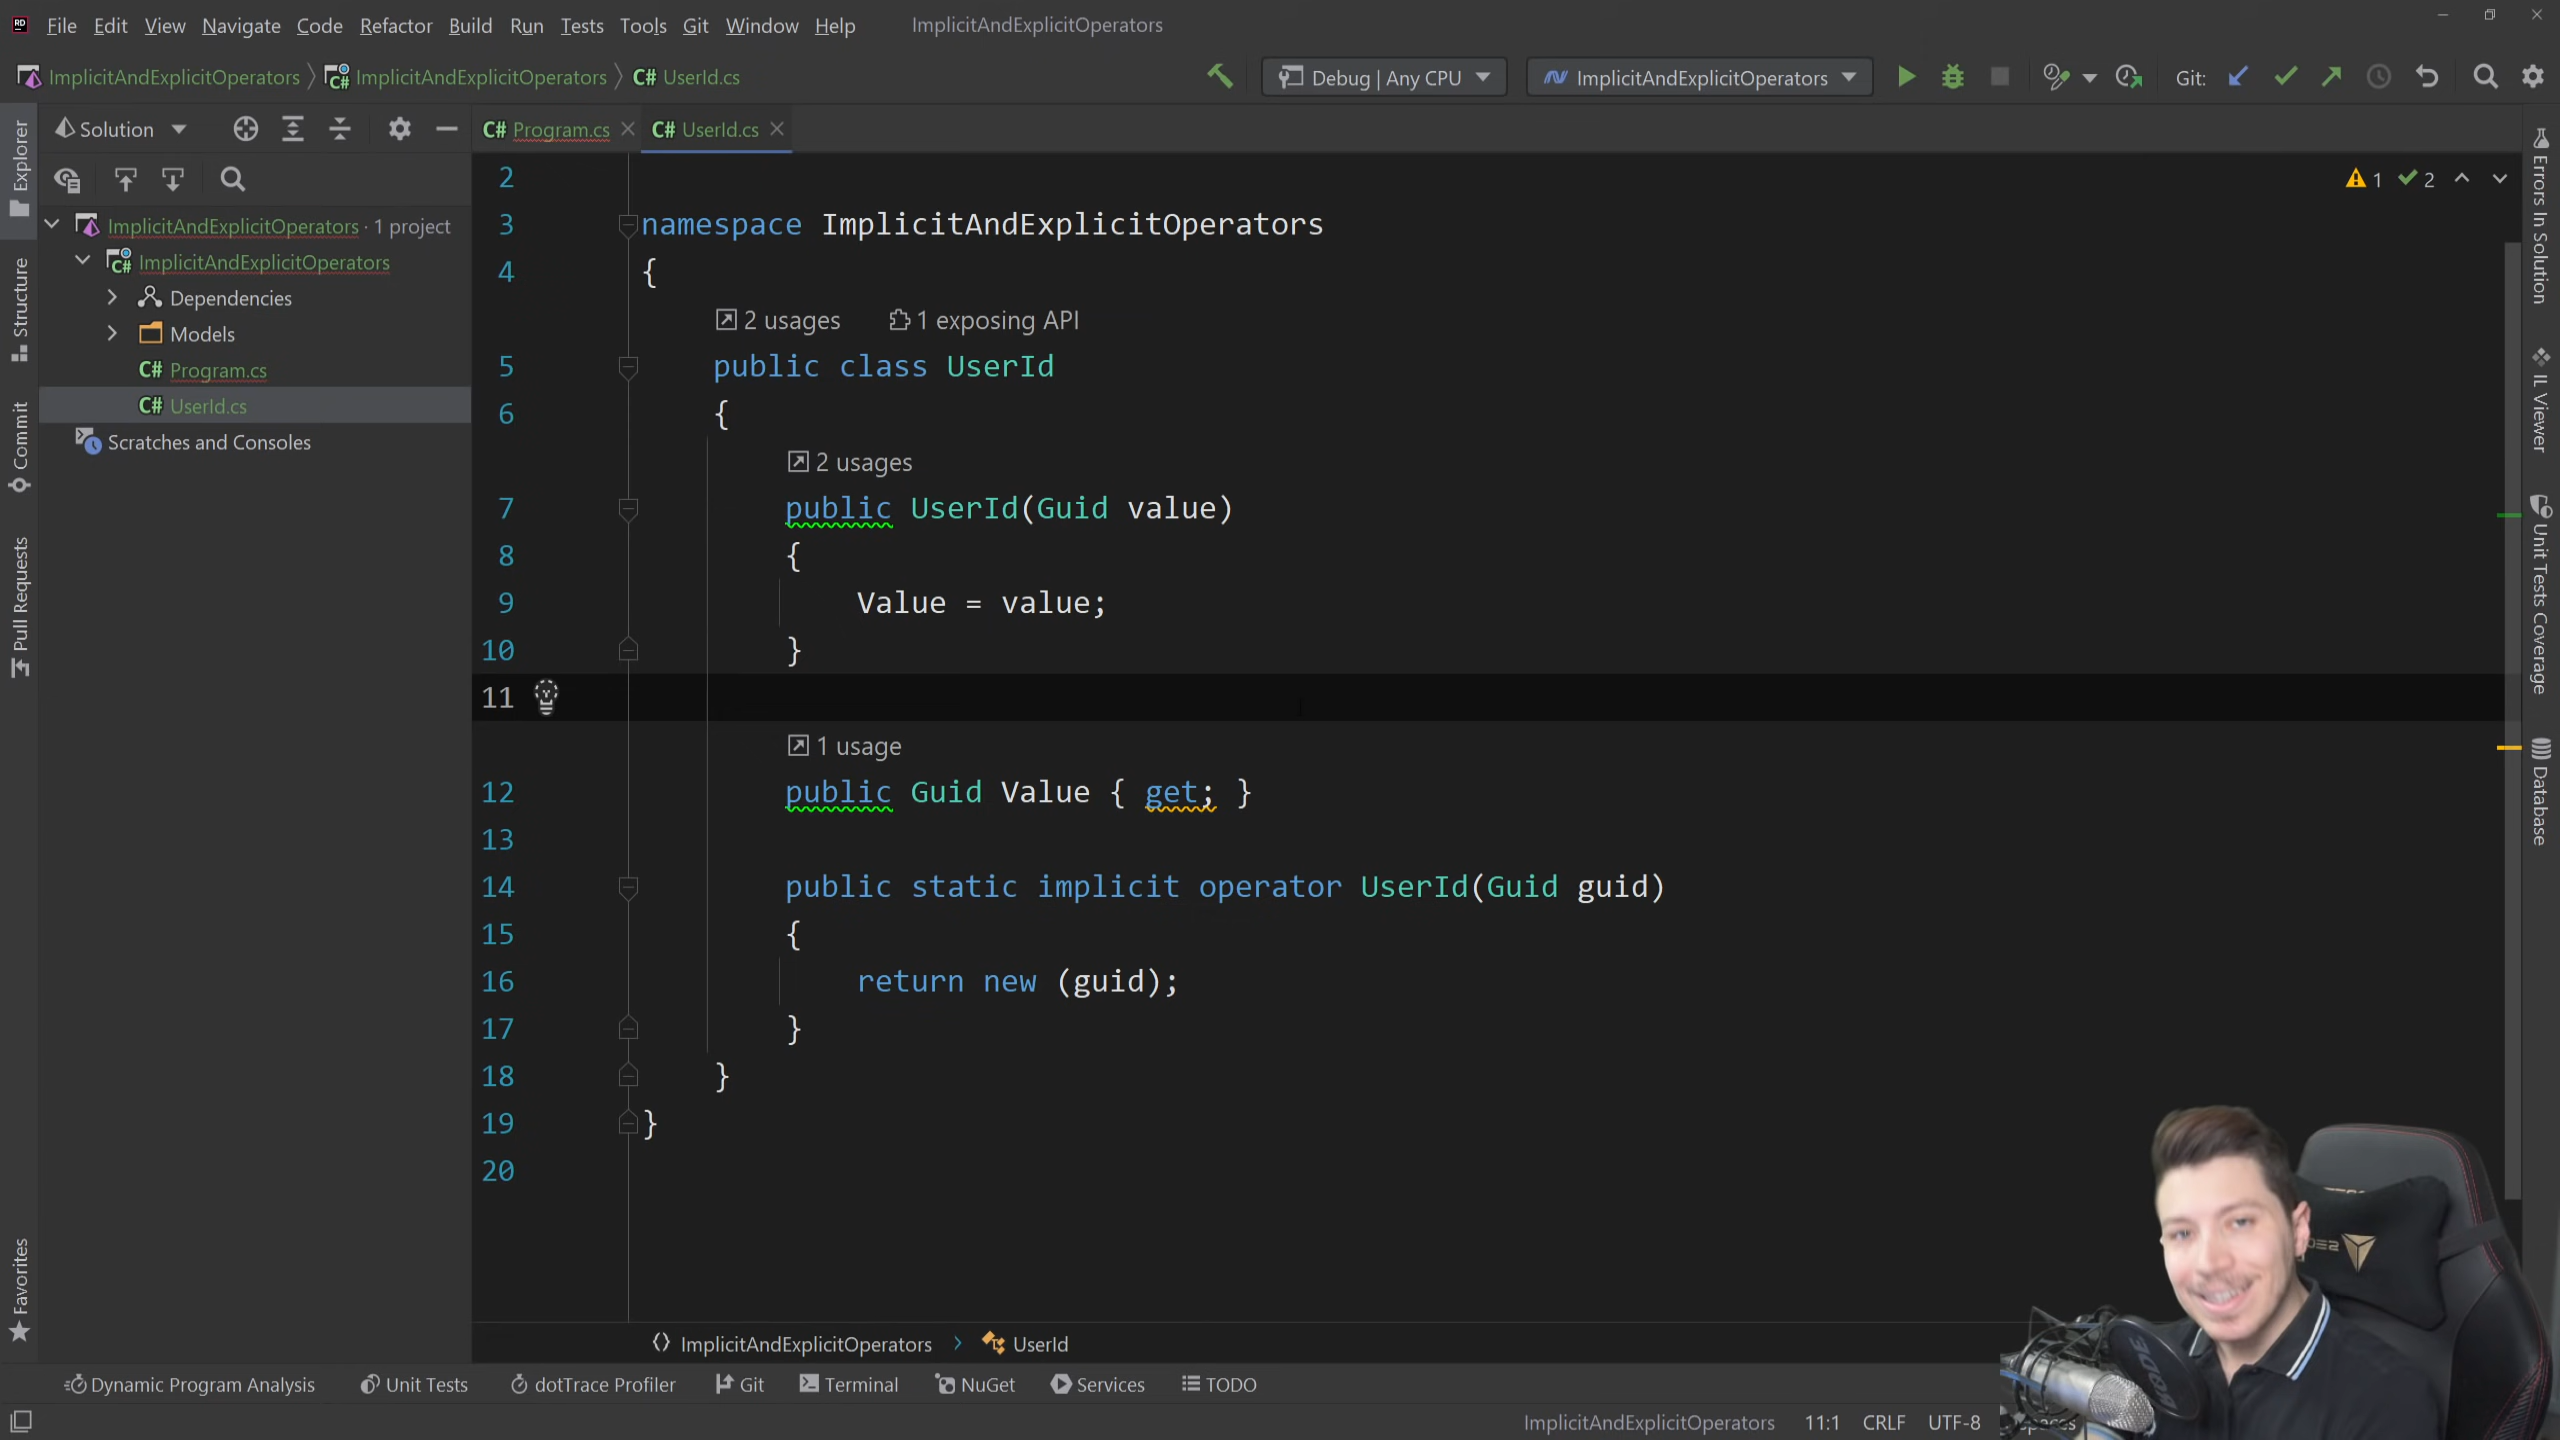 File Edit View Navigate Code Refactor Build Run Tests Tools Git Window Help ImplicitAndExplicitOperators
ImplicitAndExplicitOperators ImplicitAndExplicitOperators C# UserId.cs Debug | Any CPU ImplicitAndExplicitOperators Git:
Solution
C# Program.cs C# UserId.cs
Explorer
Structure
Commit
Pull Requests
Favorites
ImplicitAndExplicitOperators · 1 project
C# ImplicitAndExplicitOperators
Dependencies
Models
C# Program.cs
C# UserId.cs
Scratches and Consoles
1 2
2
3 namespace ImplicitAndExplicitOperators
4 {
2 usages 1 exposing API
5 public class UserId
6 {
2 usages
7 public UserId(Guid value)
8 {
9 Value = value;
10 }
11
1 usage
12 public Guid Value { get; }
13
14 public static implicit operator UserId(Guid guid)
15 {
16 return new (guid);
17 }
18 }
19 }
20
Errors In Solution
IL Viewer
Unit Tests Coverage
Database
ImplicitAndExplicitOperators UserId
Dynamic Program Analysis Unit Tests dotTrace Profiler Git Terminal NuGet Services TODO
ImplicitAndExplicitOperators 11:1 CRLF UTF-8
RODE